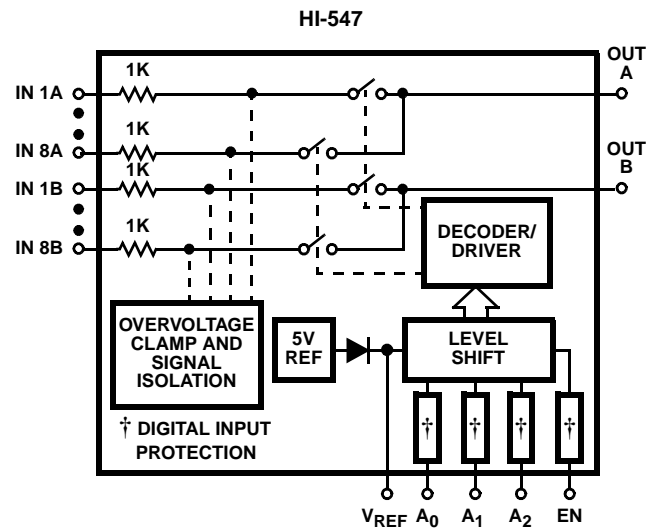 HI-547
OUT
A
1K
IN 1A
IN 8A
1K
IN 1B
OUT
B
1K
IN 8B
DECODER/
DRIVER
OVERVOLTAGE
CLAMP AND
SIGNAL
ISOLATION
5V
REF
LEVEL
SHIFT
† DIGITAL INPUT
PROTECTION
† † † †
VREF A0 A1 A2 EN